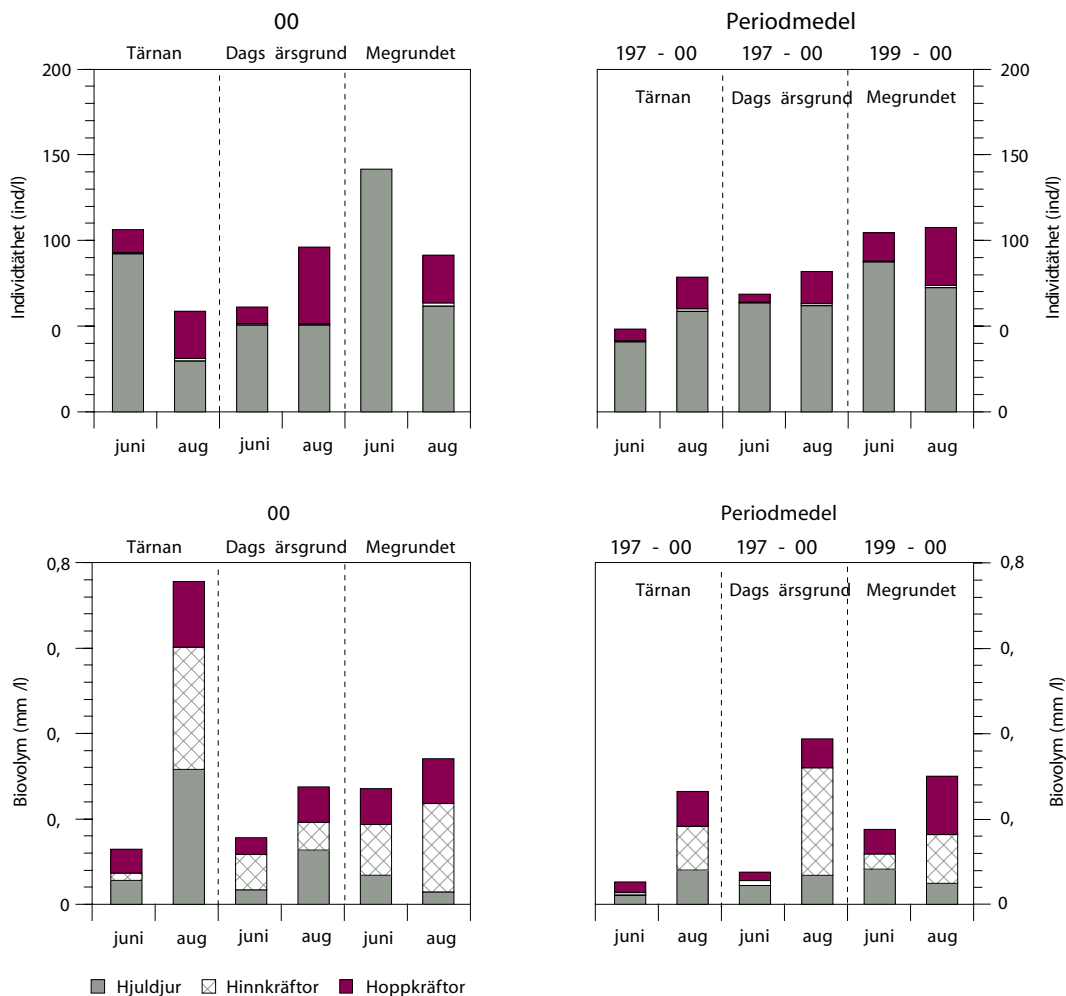 00
Tärnan Dags ärsgrund Megrundet
200
150
100
0
0
Individtäthet (ind/l)
juni aug juni aug juni aug
Periodmedel
197 - 00 197 - 00 199 - 00
Tärnan Dags ärsgrund Megrundet
200
150
100
0
0
Individtäthet (ind/l)
juni aug juni aug juni aug
00
Tärnan Dags ärsgrund Megrundet
0,8
0,
0,
0,
0
Biovolym (mm /l)
juni aug juni aug juni aug
Periodmedel
197 - 00 197 - 00 199 - 00
Tärnan Dags ärsgrund Megrundet
0,8
0,
0,
0,
0
Biovolym (mm /l)
juni aug juni aug juni aug
Hjuldjur Hinnkräftor Hoppkräftor